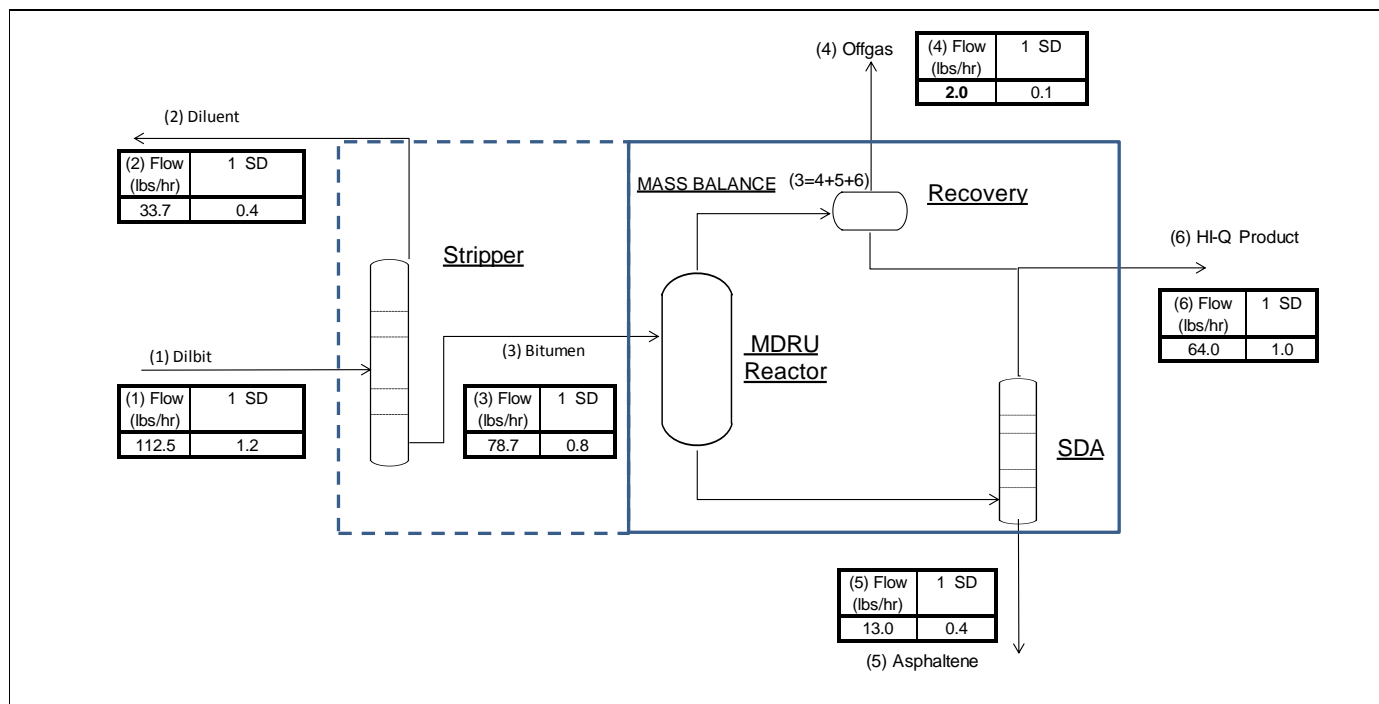 (4) Offgas
(4) Flow (lbs/hr) 1 SD
2.0 0.1
(2) Diluent
(2) Flow (lbs/hr) 1 SD
33.7 0.4
MASS BALANCE (3=4+5+6)
Recovery
(6) HI-Q Product
(6) Flow (lbs/hr) 1 SD
64.0 1.0
Stripper
(1) Dilbit
(1) Flow (lbs/hr) 1 SD
112.5 1.2
(3) Bitumen
(3) Flow (lbs/hr) 1 SD
78.7 0.8
MDRU
Reactor
SDA
(5) Flow (lbs/hr) 1 SD
13.0 0.4
(5) Asphaltene